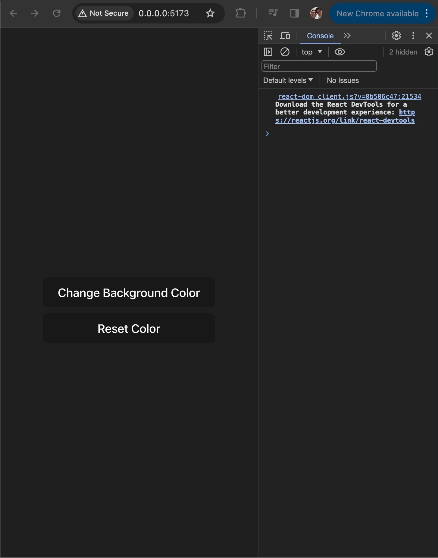 Not Secure
0.0.0.0:5173
New Chrome available
Console
top
2 hidden
Filter
Default levels
No Issues
react-dom_client.js?v=0b506c47:21534
Download the React DevTools for a
better development experience: http
s://reactjs.org/link/react-devtools
Change Background Color
Reset Color